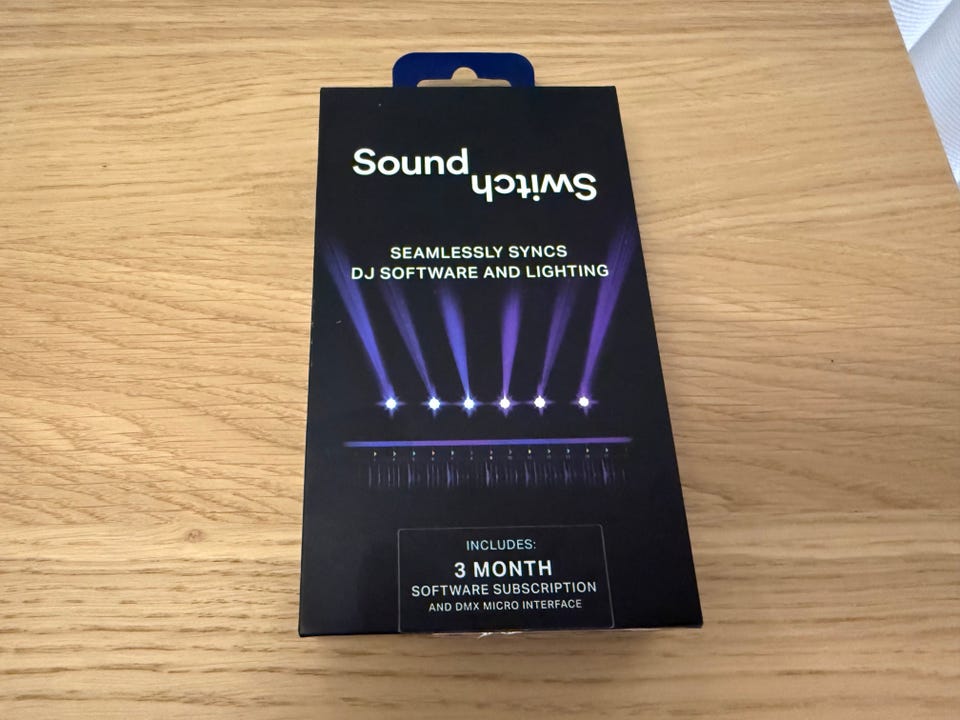 Sound
Switch
SEAMLESSLY SYNCS
DJ SOFTWARE AND LIGHTING
INCLUDES:
3 MONTH
SOFTWARE SUBSCRIPTION
AND DMX MICRO INTERFACE